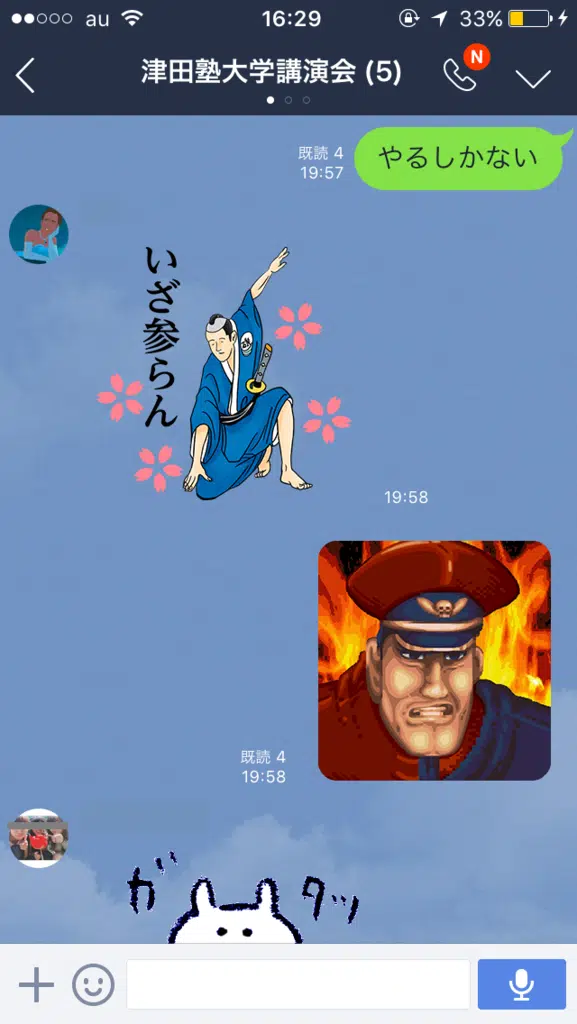 au 16:29 33%
津田塾大学講演会 (5)
N
既読 4
19:57
やるしかない
いざ参らん
19:58
既読 4
19:58
ガタッ